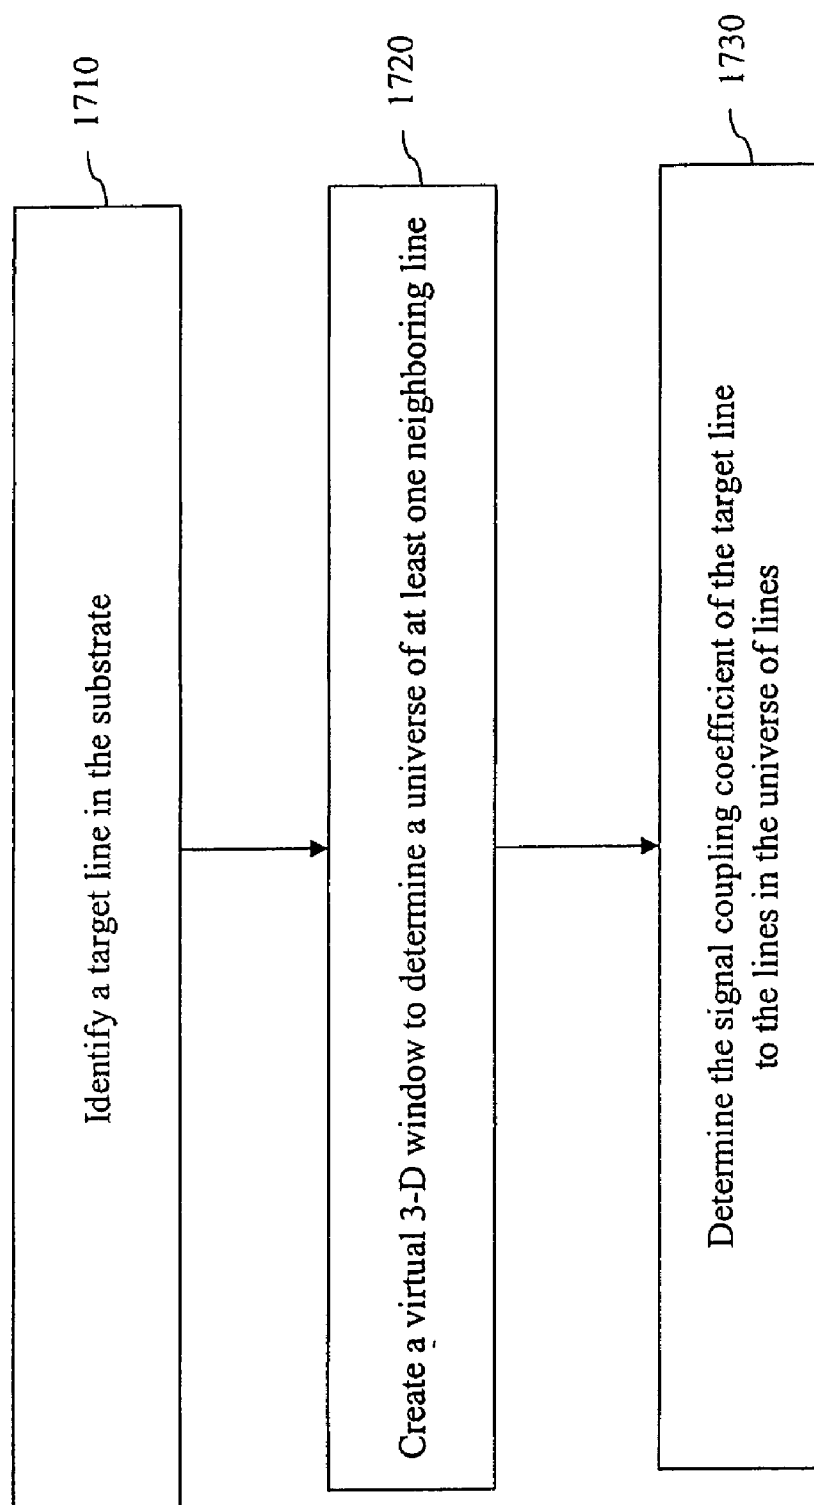 1710
Identify a target line in the substrate
1720
Create a virtual 3-D window to determine a universe of at least one neighboring line
1730
Determine the signal coupling coefficient of the target line
to the lines in the universe of lines